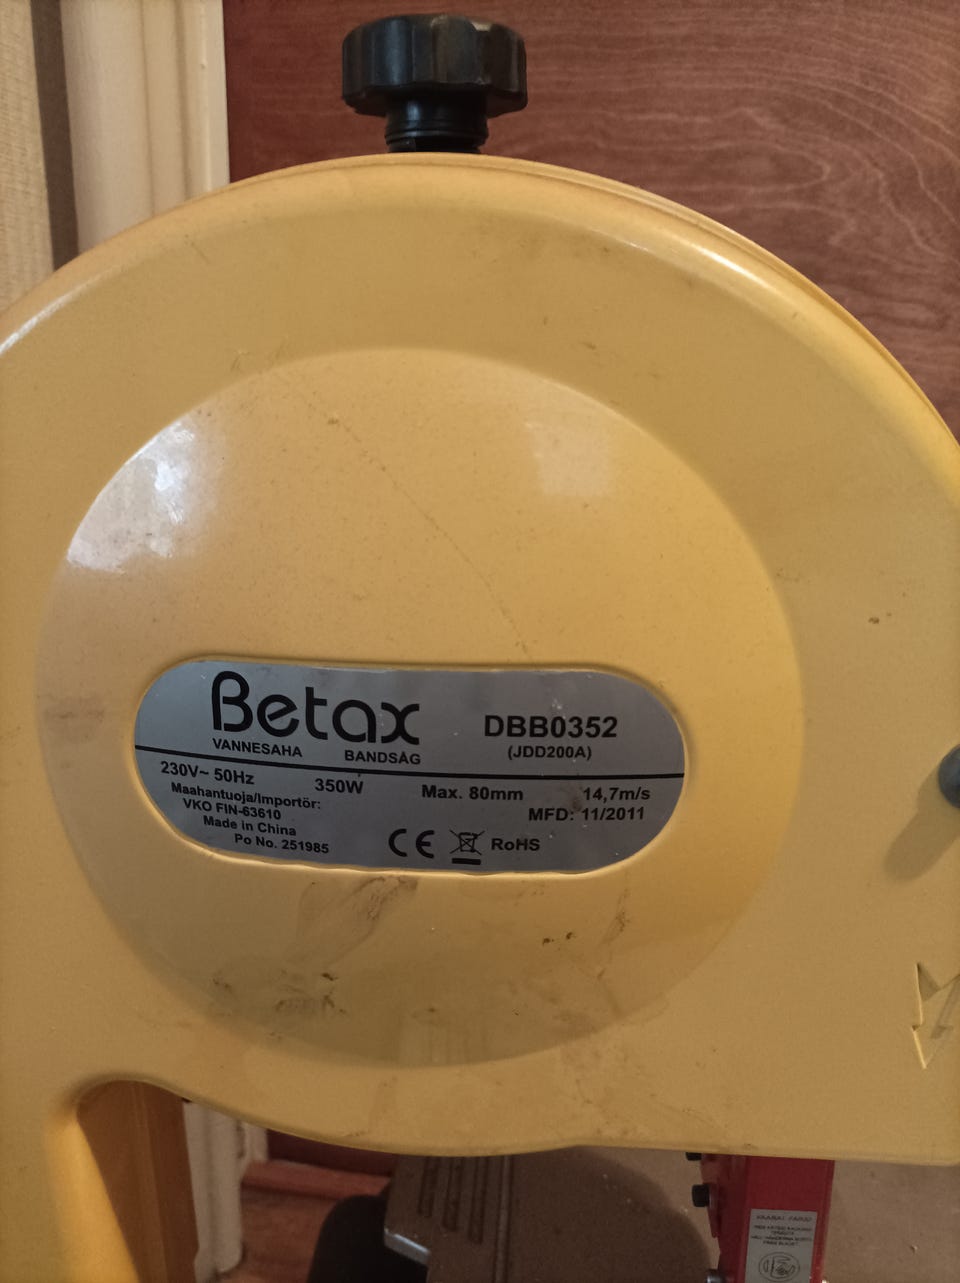 Betax
VANNESAHA BANDSÅG
DBB0352
(JDD200A)
230V~ 50Hz 350W Max. 80mm 14,7m/s
Maahantuoja/Importör:
VKO FIN-63610
MFD: 11/2011
Made in China
Po No. 251985
CE RoHS